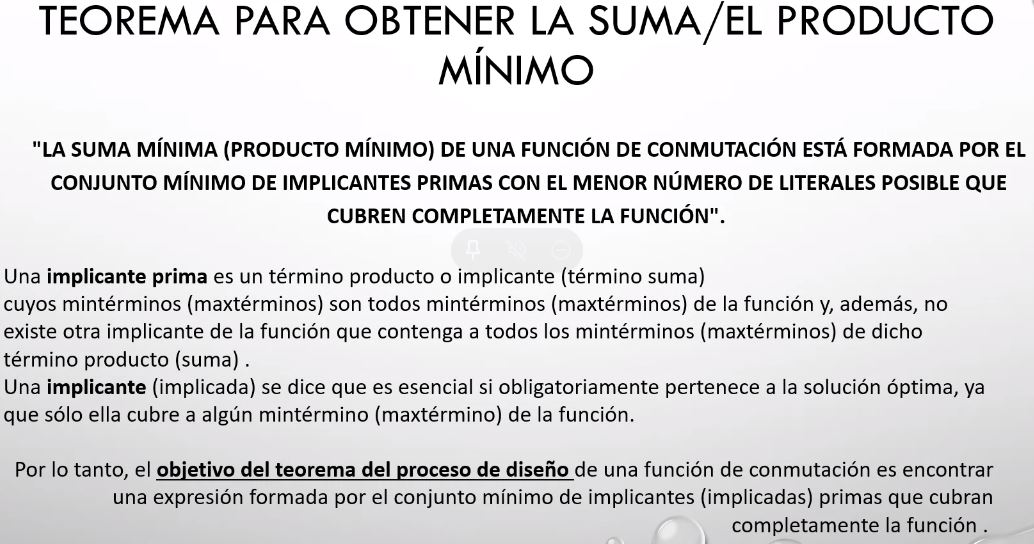 TEOREMA PARA OBTENER LA SUMA/EL PRODUCTO
MÍNIMO
"LA SUMA MÍNIMA (PRODUCTO MÍNIMO) DE UNA FUNCIÓN DE CONMUTACIÓN ESTÁ FORMADA POR EL
CONJUNTO MÍNIMO DE IMPLICANTES PRIMAS CON EL MENOR NÚMERO DE LITERALES POSIBLE QUE
CUBREN COMPLETAMENTE LA FUNCIÓN".
Una implicante prima es un término producto o implicante (término suma)
cuyos mintérminos (maxtérminos) son todos mintérminos (maxtérminos) de la función y, además, no
existe otra implicante de la función que contenga a todos los mintérminos (maxtérminos) de dicho
término producto (suma) .
Una implicante (implicada) se dice que es esencial si obligatoriamente pertenece a la solución óptima, ya
que sólo ella cubre a algún mintérmino (maxtérmino) de la función.
Por lo tanto, el objetivo del teorema del proceso de diseño de una función de conmutación es encontrar
una expresión formada por el conjunto mínimo de implicantes (implicadas) primas que cubran
completamente la función .